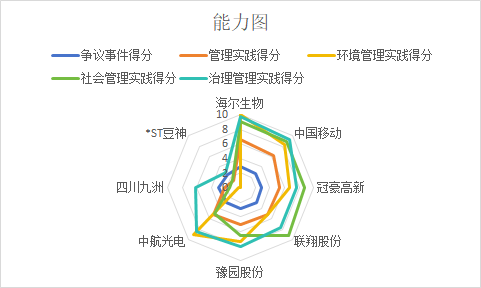 能力图
争议事件得分 管理实践得分 环境管理实践得分
社会管理实践得分 治理管理实践得分
海尔生物
10
*ST豆神 8 中国移动
6
4
2
四川九洲 0 冠豪高新
中航光电 联翔股份
豫园股份